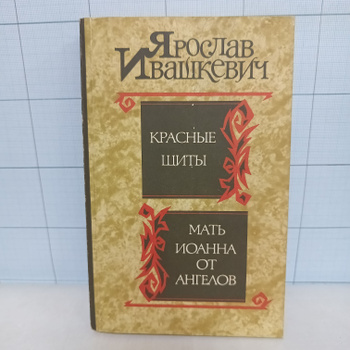 Ярослав
Ивашкевич
КРАСНЫЕ
ЩИТЫ
МАТЬ
ИОАННА
ОТ
АНГЕЛОВ